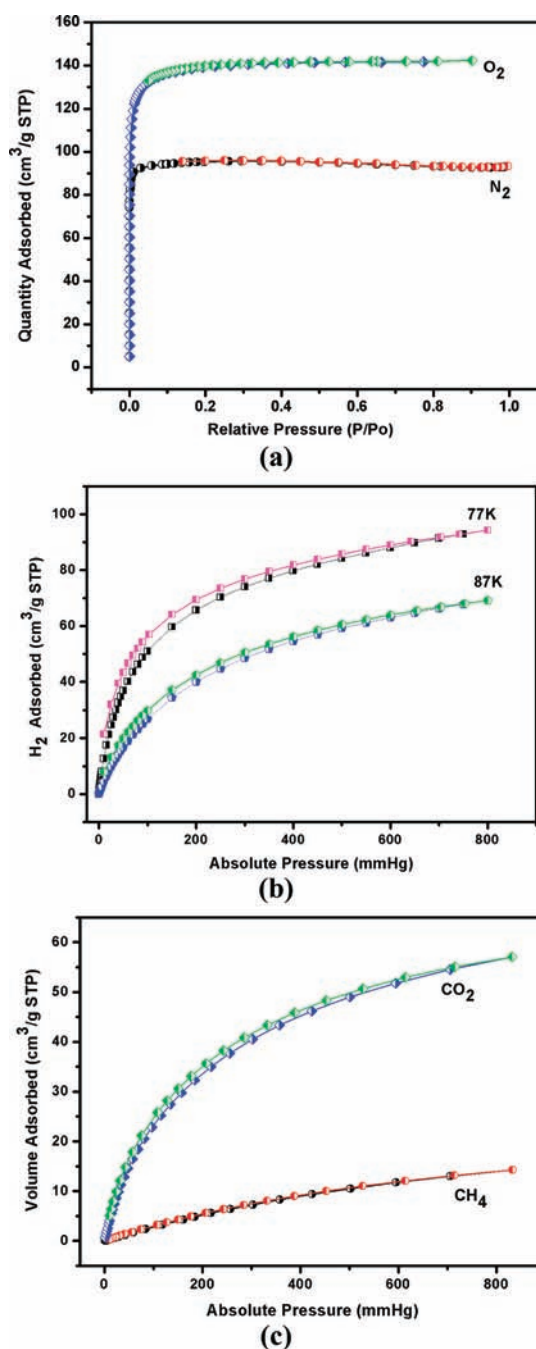 160
140
120
100
80
60
40
20
0
Quantity Adsorbed (cm³/g STP)
O₂
N₂
0.0 0.2 0.4 0.6 0.8 1.0
Relative Pressure (P/Po)
(a)
100
80
60
40
20
0
H₂ Adsorbed (cm³/g STP)
77K
87K
0 200 400 600 800
Absolute Pressure (mmHg)
(b)
60
50
40
30
20
10
0
Volume Adsorbed (cm³/g STP)
CO₂
CH₄
0 200 400 600 800
Absolute Pressure (mmHg)
(c)